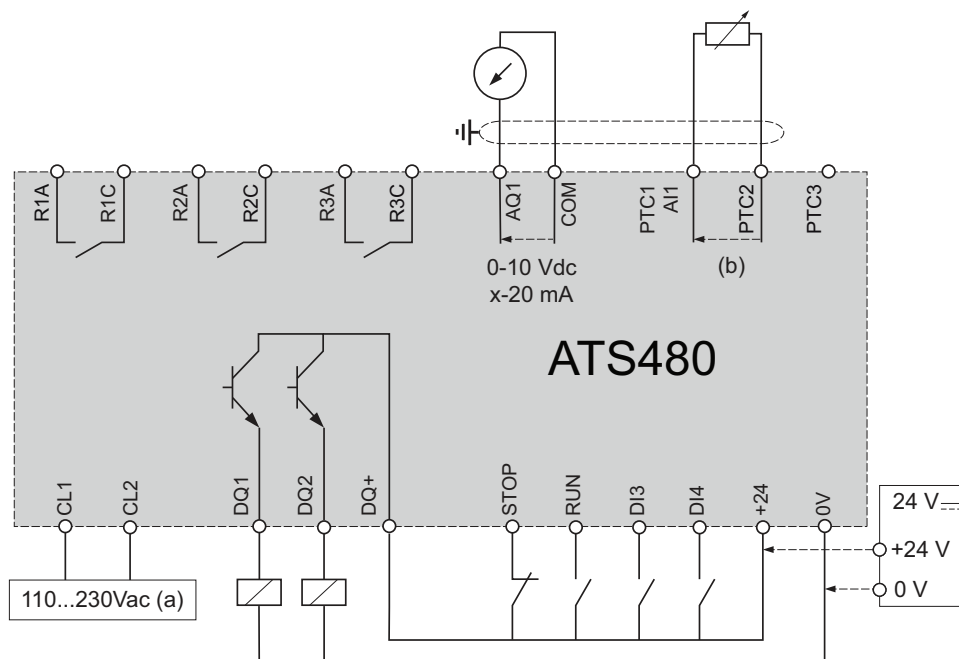 R1A
R1C
R2A
R2C
R3A
R3C
AQ1
COM
PTC1
AI1
PTC2
PTC3
0-10 Vdc
x-20 mA
(b)
ATS480
CL1
CL2
DQ1
DQ2
DQ+
STOP
RUN
DI3
DI4
+24
0V
24 V
+24 V
0 V
110...230Vac (a)